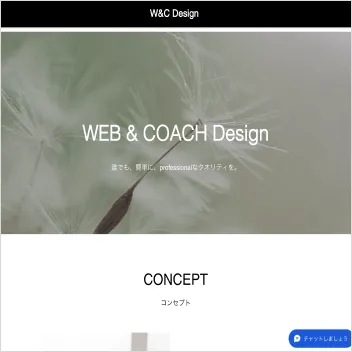 W&C Design
WEB & COACH Design
誰でも、簡単に、professionalなクオリティを。
CONCEPT
コンセプト
チャットしましょう